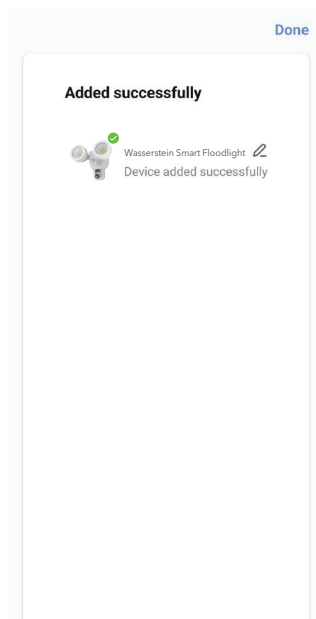 Done
Added successfully
Wasserstein Smart Floodlight
Device added successfully